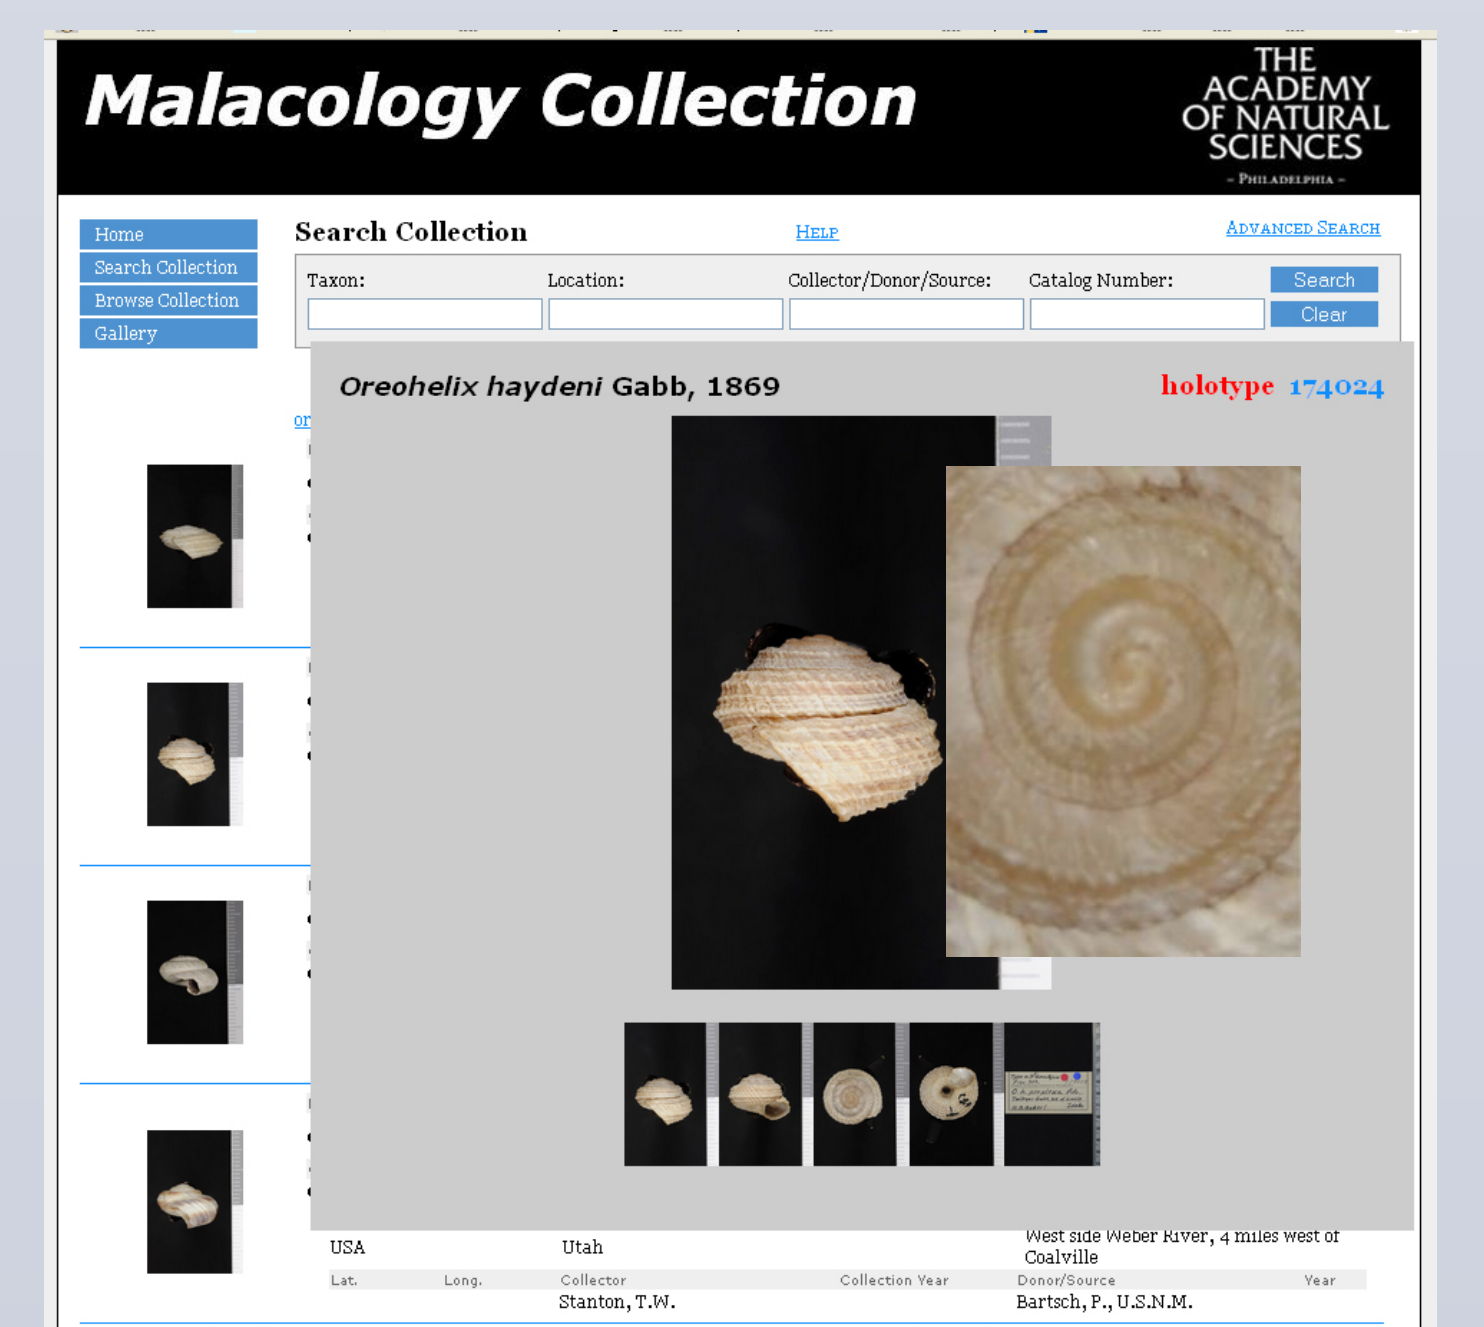 Malacology Collection
THE
ACADEMY
OF NATURAL
SCIENCES
- PHILADELPHIA -
Home
Search Collection
Browse Collection
Gallery
Search Collection
HELP
ADVANCED SEARCH
Taxon:
Location:
Collector/Donor/Source:
Catalog Number:
Search
Clear
Oreohelix haydeni Gabb, 1869
holotype 174024
or
USA
Utah
West side Weber River, 4 miles west of
Coalville
Lat.
Long.
Collector
Collection Year
Donor/Source
Year
Stanton, T.W.
Bartsch, P., U.S.N.M.